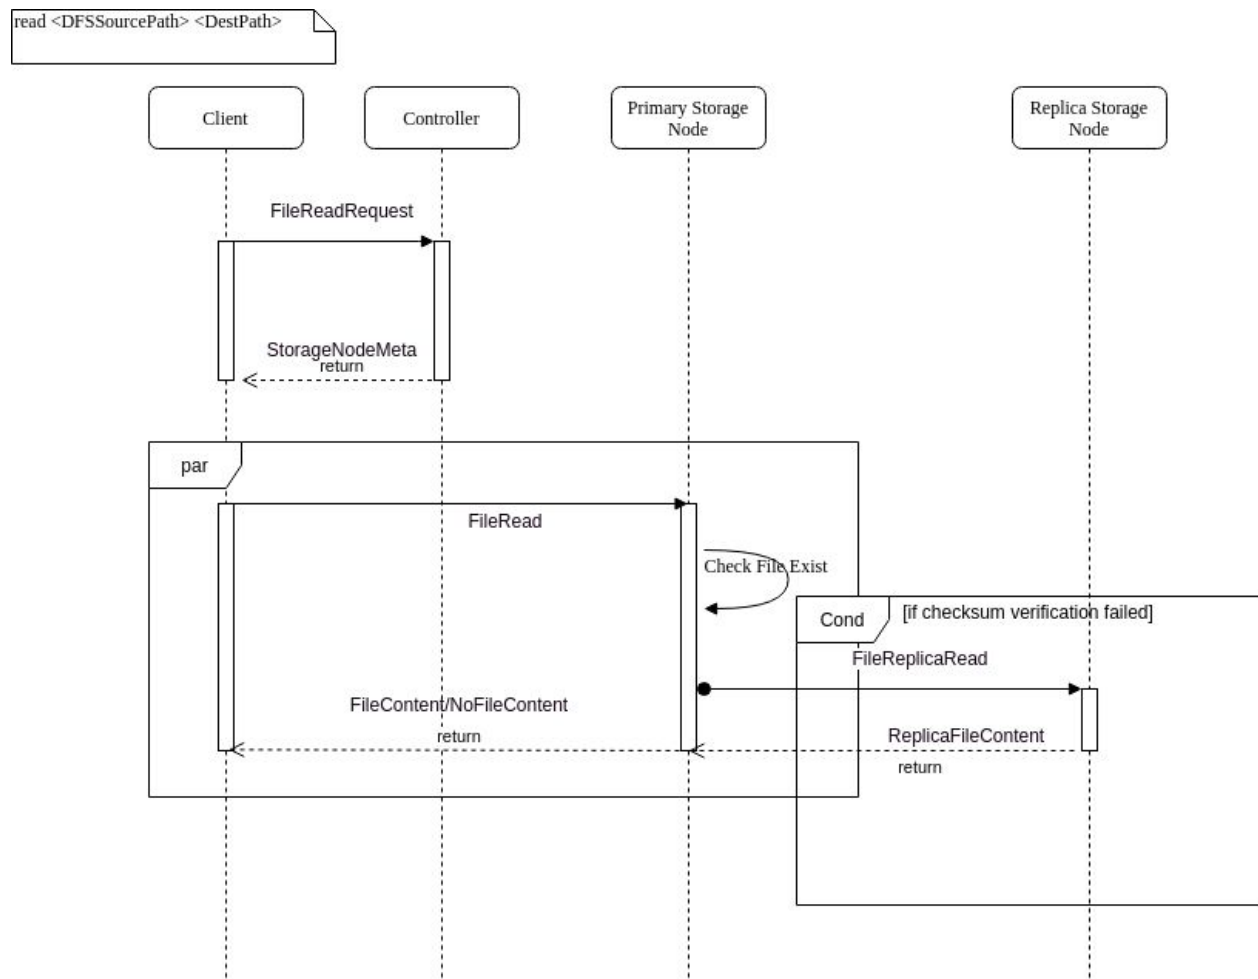 read <DFSSourcePath> <DestPath>
Client
Controller
Primary Storage
Node
Replica Storage
Node
FileReadRequest
StorageNodeMeta
return
par
FileRead
Check File Exist
Cond
[if checksum verification failed]
FileReplicaRead
FileContent/NoFileContent
return
ReplicaFileContent
return